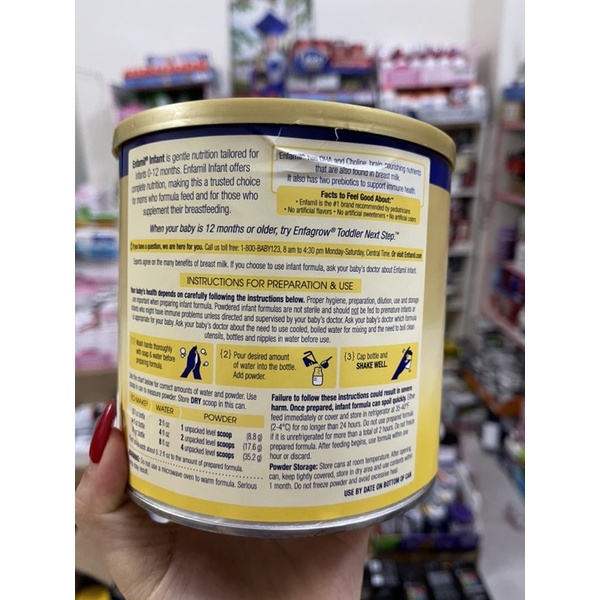 Enfamil® Infant is gentle nutrition tailored for
infants 0-12 months. Enfamil Infant offers
complete nutrition, making this a trusted choice
for moms who formula feed and for those who
supplement their breastfeeding.
Enfamil has DHA and Choline, brain nourishing nutrients
that are also found in breast milk.
It also has two prebiotics to support immune health.
Facts to Feel Good About:™
• Enfamil is the #1 brand recommended by pediatricians
• No artificial flavors • No artificial sweeteners • No artificial colors
When your baby is 12 months or older, try Enfagrow® Toddler Next Step.™
If you have a question, we are here for you. Call us toll free: 1-800-BABY123, 8 am to 4:30 pm Monday-Saturday, Central Time. Or visit Enfamil.com
Experts agree on the many benefits of breast milk. If you choose to use infant formula, ask your baby's doctor about Enfamil Infant.
INSTRUCTIONS FOR PREPARATION & USE
Your baby's health depends on carefully following the instructions below. Proper hygiene, preparation, dilution, use and storage
are important when preparing infant formula. Powdered infant formulas are not sterile and should not be fed to premature infants or
infants who might have immune problems unless directed and supervised by your baby's doctor. Ask your baby's doctor which formula
is appropriate for your baby. Ask your baby's doctor about the need to use cooled, boiled water for mixing and the need to boil clean
utensils, bottles and nipples in water before use.
Wash hands thoroughly
with soap & water before
preparing formula.
{2} Pour desired amount
of water into the bottle.
Add powder.
{3} Cap bottle and
SHAKE WELL.
Use the chart below for correct amounts of water and powder. Use
scoop in can to measure powder. Store DRY scoop in this can.
TO MAKE† WATER POWDER
2 fl oz 1 unpacked level scoop (8.8 g)
4 fl oz 2 unpacked level scoops (17.6 g)
8 fl oz 4 unpacked level scoops (35.2 g)
about 0.2 fl oz to the amount of prepared formula.
WARNING: Do not use a microwave oven to warm formula. Serious
Failure to follow these instructions could result in severe
harm. Once prepared, infant formula can spoil quickly. Either
feed immediately or cover and store in refrigerator at 35-40°F
(2-4°C) for no longer than 24 hours. Do not use prepared formula
if it is unrefrigerated for more than a total of 2 hours. Do not freeze
prepared formula. After feeding begins, use formula within one
hour or discard.
Powder Storage: Store cans at room temperature. After opening
can, keep tightly covered, store in dry area and use contents within
1 month. Do not freeze powder and avoid excessive heat.
USE BY DATE ON BOTTOM OF CAN